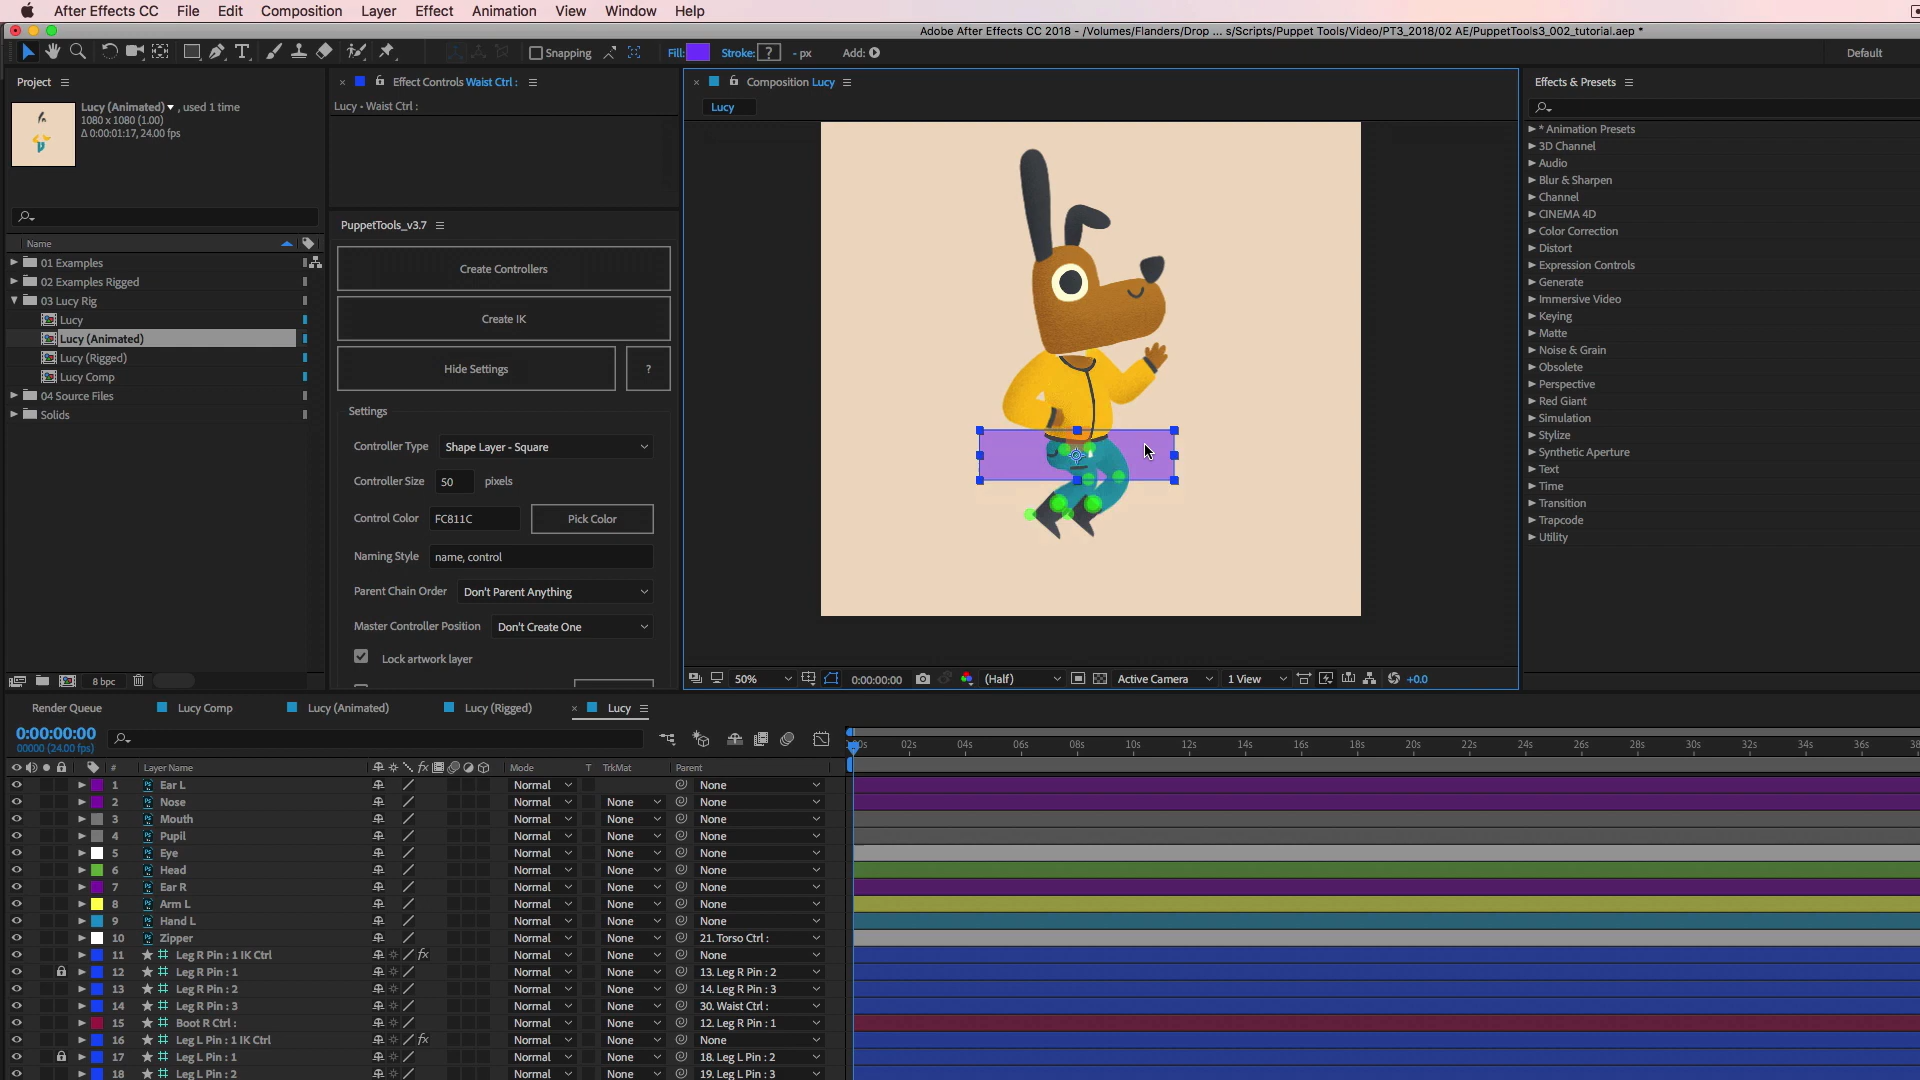 After Effects CC File Edit Composition Layer Effect Animation View Window Help
Adobe After Effects CC 2018 - /Volumes/Flanders/Drop ... s/Scripts/Puppet Tools/Video/PT3_2018/02 AE/PuppetTools3_002_tutorial.aep *
Snapping Fill: Stroke: ? - px Add: Default
Project
Lucy (Animated) , used 1 time
1080 x 1080 (1.00)
Δ 0:00:01:17, 24.00 fps
Name
01 Examples
02 Examples Rigged
03 Lucy Rig
Lucy
Lucy (Animated)
Lucy (Rigged)
Lucy Comp
04 Source Files
Solids
8 bpc
Effect Controls Waist Ctrl :
Lucy - Waist Ctrl :
PuppetTools_v3.7
Create Controllers
Create IK
Hide Settings ?
Settings
Controller Type Shape Layer - Square
Controller Size 50 pixels
Control Color FC811C Pick Color
Naming Style name, control
Parent Chain Order Don't Parent Anything
Master Controller Position Don't Create One
Lock artwork layer
Composition Lucy
Lucy
50% 0:00:00:00 (Half) Active Camera 1 View +0.0
Effects & Presets
* Animation Presets
3D Channel
Audio
Blur & Sharpen
Channel
CINEMA 4D
Color Correction
Distort
Expression Controls
Generate
Immersive Video
Keying
Matte
Noise & Grain
Obsolete
Perspective
Red Giant
Simulation
Stylize
Synthetic Aperture
Text
Time
Transition
Trapcode
Utility
Render Queue Lucy Comp Lucy (Animated) Lucy (Rigged) Lucy
0:00:00:00
00000 (24.00 fps)
02s 04s 06s 08s 10s 12s 14s 16s 18s 20s 22s 24s 26s 28s 30s 32s 34s 36s 38
# Layer Name fx Mode T TrkMat Parent
1 Ear L Normal None
2 Nose Normal None None
3 Mouth Normal None None
4 Pupil Normal None None
5 Eye Normal None None
6 Head Normal None None
7 Ear R Normal None None
8 Arm L Normal None None
9 Hand L Normal None None
10 Zipper Normal None 21. Torso Ctrl :
11 Leg R Pin : 1 IK Ctrl fx Normal None None
12 Leg R Pin : 1 Normal None 13. Leg R Pin : 2
13 Leg R Pin : 2 Normal None 14. Leg R Pin : 3
14 Leg R Pin : 3 Normal None 30. Waist Ctrl :
15 Boot R Ctrl : Normal None 12. Leg R Pin : 1
16 Leg L Pin : 1 IK Ctrl fx Normal None None
17 Leg L Pin : 1 Normal None 18. Leg L Pin : 2
18 Leg L Pin : 2 Normal None 19. Leg L Pin : 3